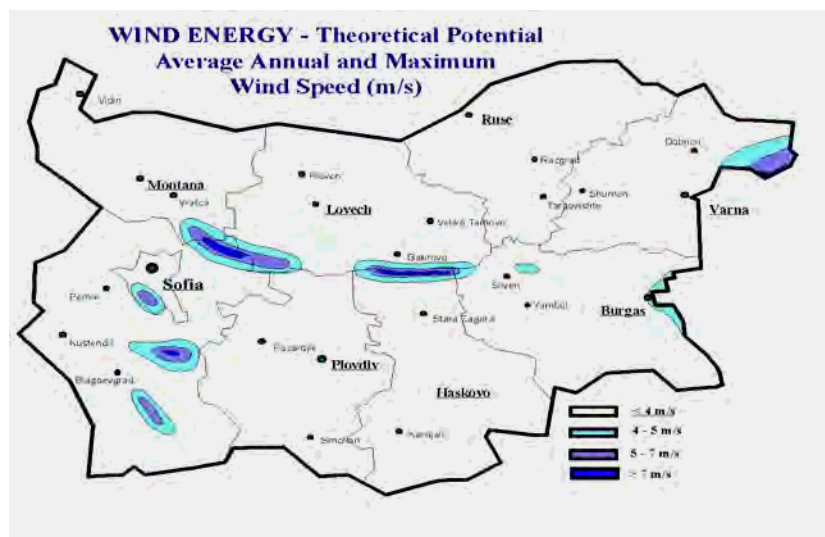 WIND ENERGY - Theoretical Potential
Average Annual and Maximum
Wind Speed (m/s)
Vidin
Ruse
Dobrich
Razgrad
Montana
Pleven
Shumen
Vratca
Targovishte
Lovech
Varna
Veliko Tarnovo
Gabrovo
Sofia
Sliven
Pernik
Yambol
Burgas
Stara Zagora
Kustendil
Pazardjik
Plovdiv
Blagoevgrad
Haskovo
Smolian
Kardjali
≤ 4 m/s
4 - 5 m/s
5 - 7 m/s
> 7 m/s